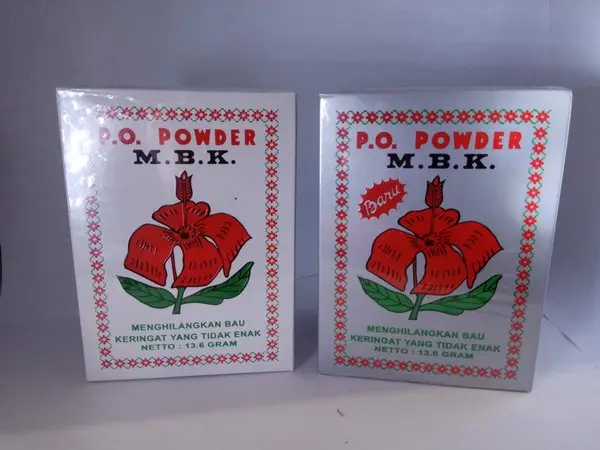 P.O. POWDER
M.B.K.
MENGHILANGKAN BAU
KERINGAT YANG TIDAK ENAK
NETTO : 13.6 GRAM
P.O. POWDER
M.B.K.
Baru
MENGHILANGKAN BAU
KERINGAT YANG TIDAK ENAK
NETTO : 13.6 GRAM